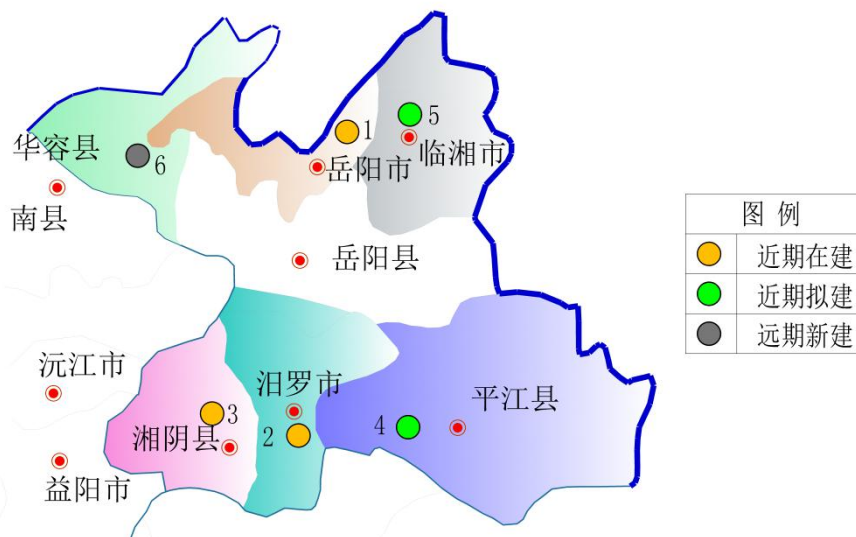 5
1
临湘市
华容县
6
岳阳市
南县
岳阳县
图 例
近期在建
近期拟建
远期新建
沅江市
汨罗市
平江县
3
湘阴县
2
4
益阳市